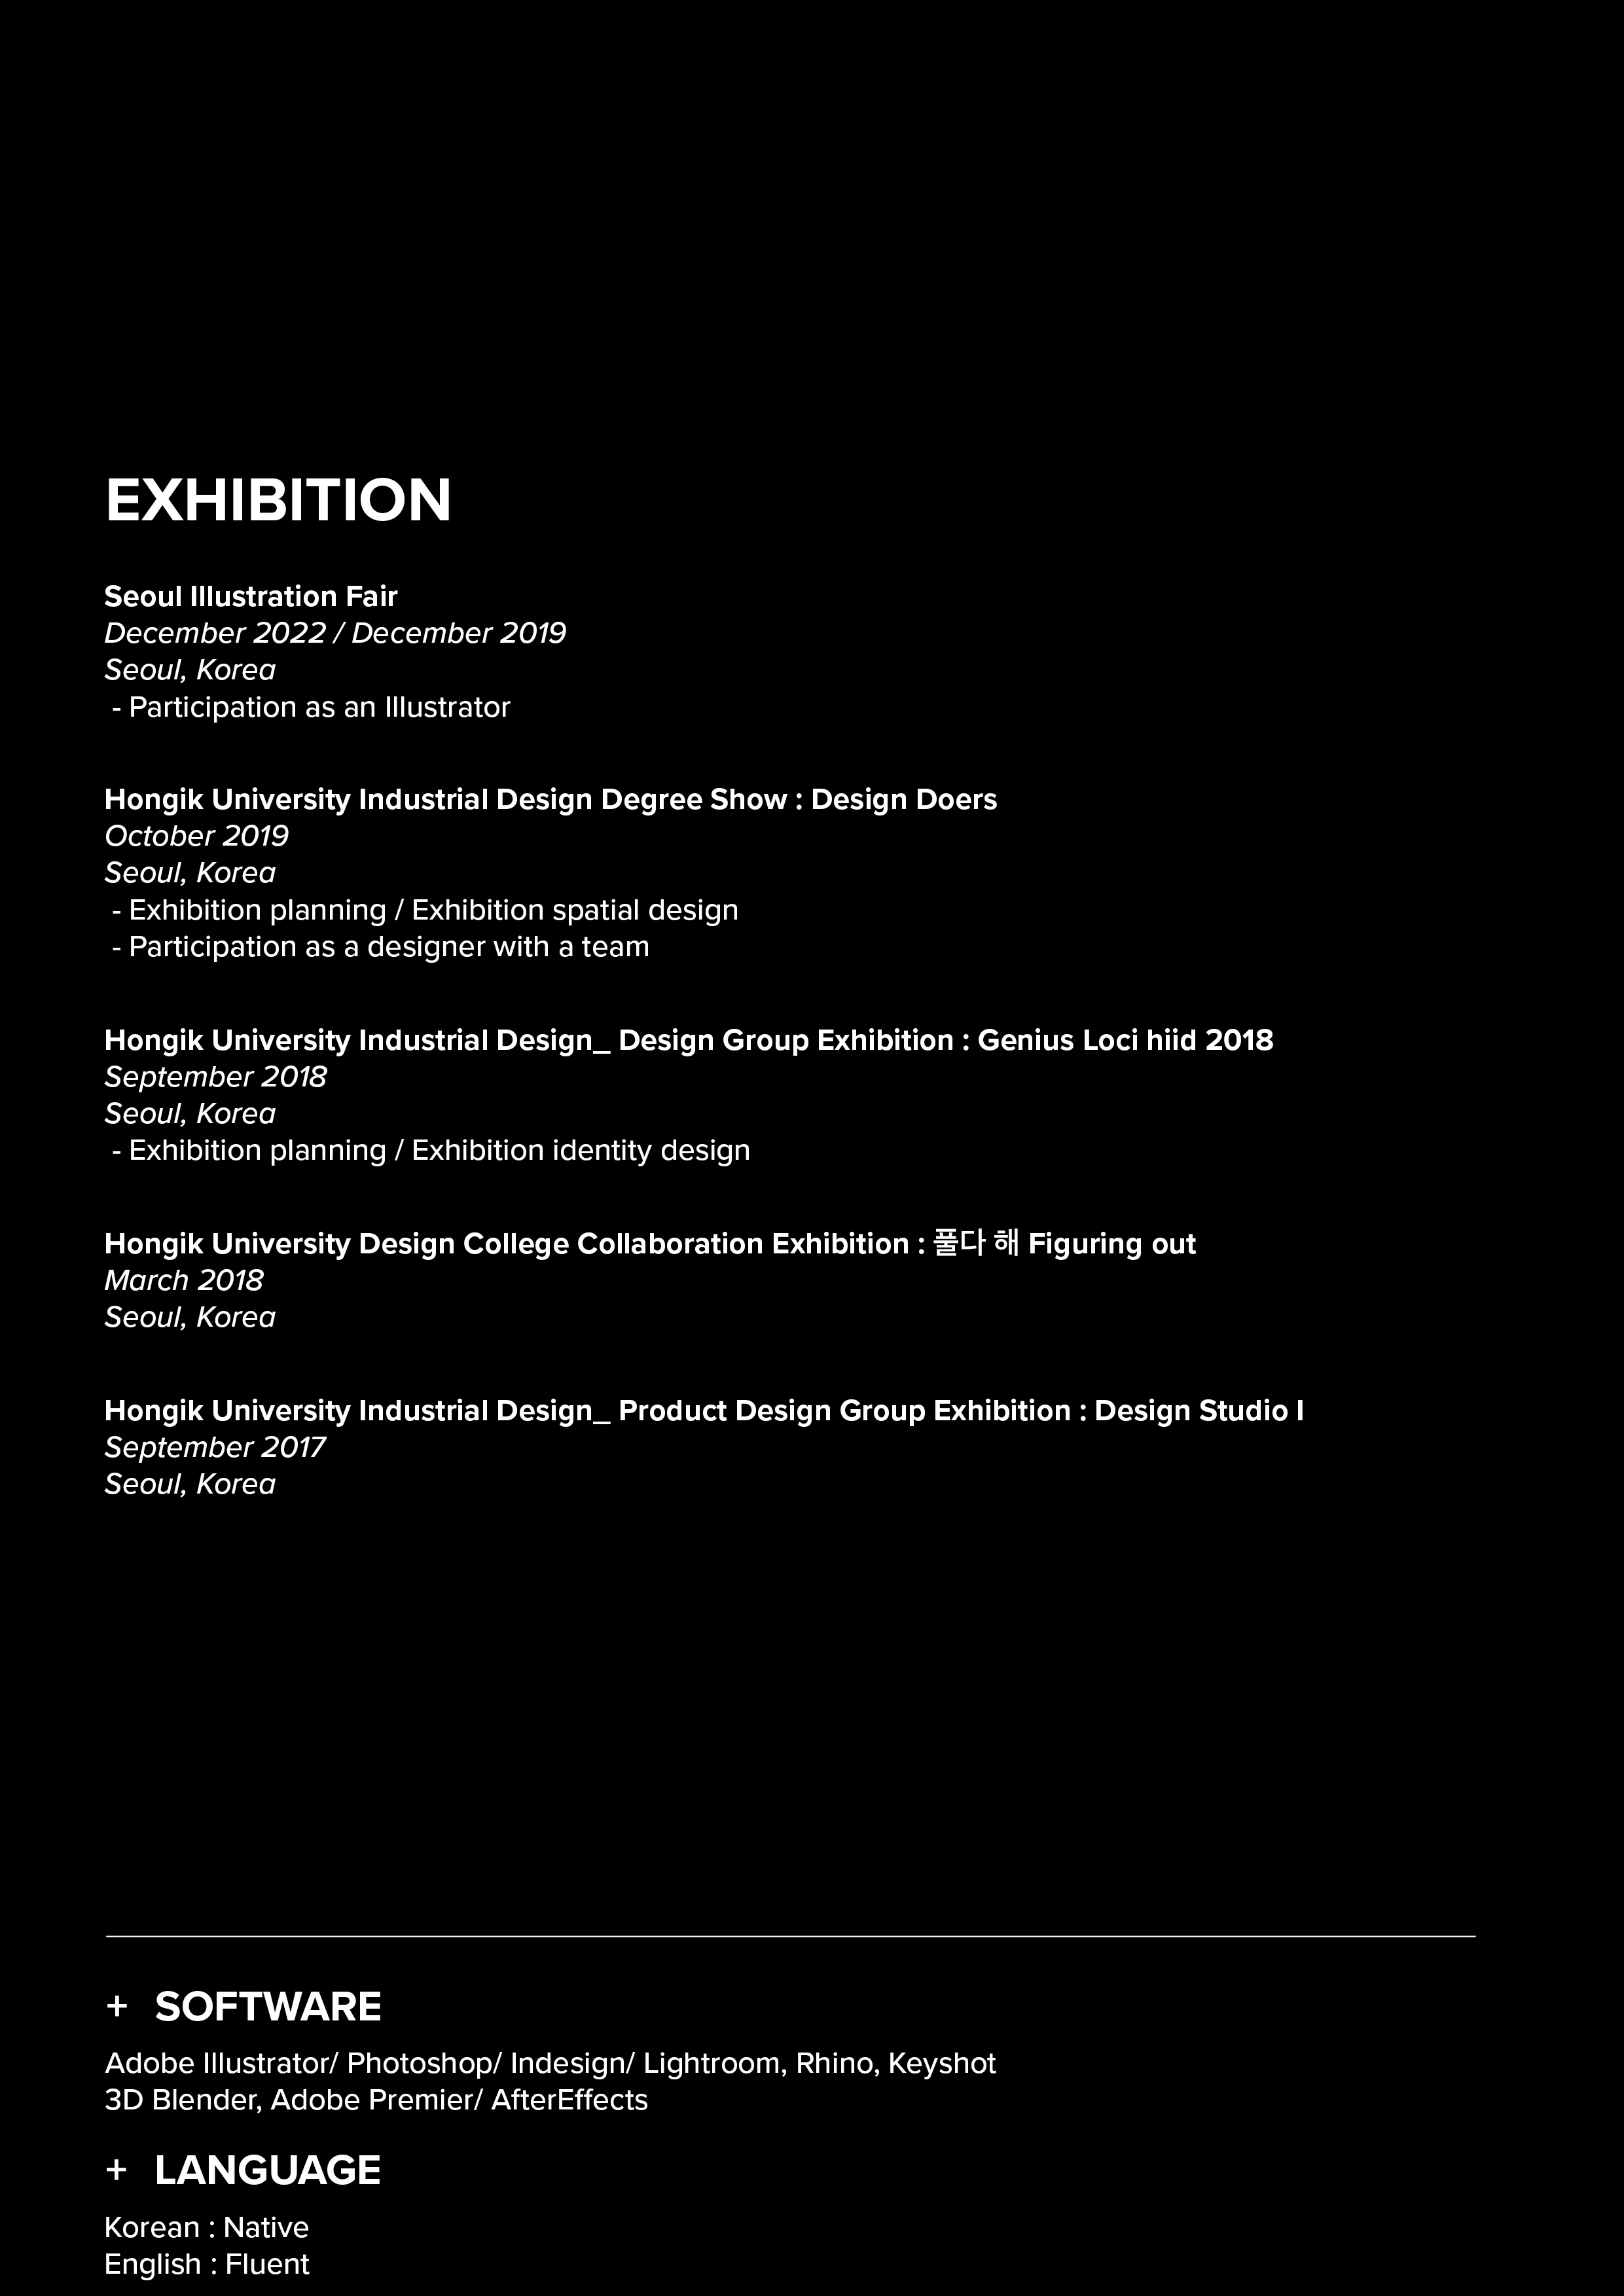 EXHIBITION
Seoul Illustration Fair
December 2022 / December 2019
Seoul, Korea
- Participation as an Illustrator
Hongik University Industrial Design Degree Show : Design Doers
October 2019
Seoul, Korea
- Exhibition planning / Exhibition spatial design
- Participation as a designer with a team
Hongik University Industrial Design_ Design Group Exhibition : Genius Loci hiid 2018
September 2018
Seoul, Korea
- Exhibition planning / Exhibition identity design
Hongik University Design College Collaboration Exhibition : 풀다 해 Figuring out
March 2018
Seoul, Korea
Hongik University Industrial Design_ Product Design Group Exhibition : Design Studio I
September 2017
Seoul, Korea
+ SOFTWARE
Adobe Illustrator/ Photoshop/ Indesign/ Lightroom, Rhino, Keyshot
3D Blender, Adobe Premier/ AfterEffects
+ LANGUAGE
Korean : Native
English : Fluent